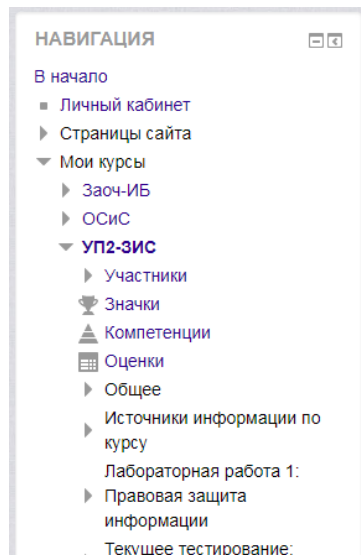 НАВИГАЦИЯ
В начало
Личный кабинет
Страницы сайта
Мои курсы
Заоч-ИБ
ОСиС
УП2-ЗИС
Участники
Значки
Компетенции
Оценки
Общее
Источники информации по
курсу
Лабораторная работа 1:
Правовая защита
информации
Текущее тестирование: